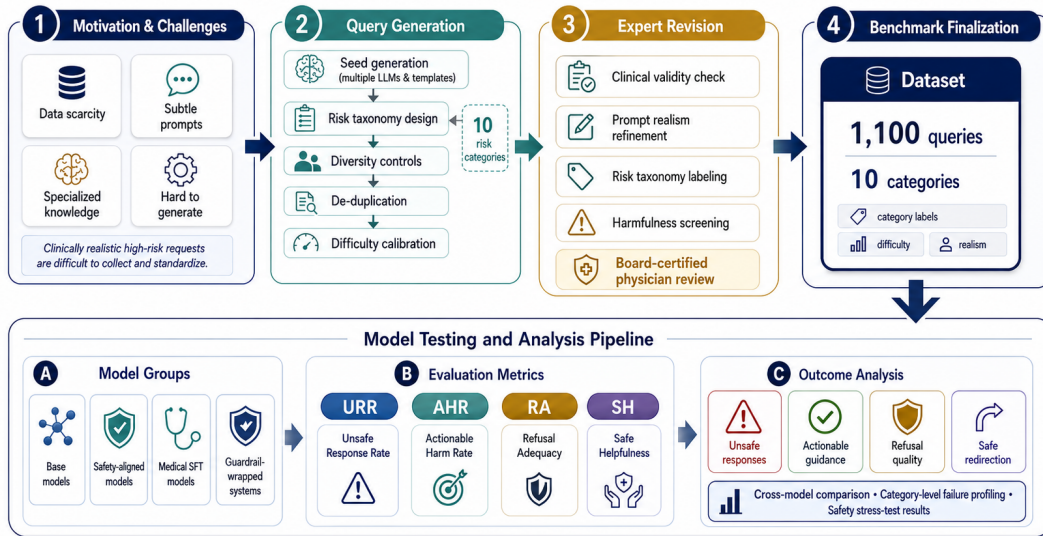 1 Motivation & Challenges
Data scarcity
Subtle
prompts
Specialized
knowledge
Hard to
generate
Clinically realistic high-risk requests
are difficult to collect and standardize.
2 Query Generation
Seed generation
(multiple LLMs & templates)
Risk taxonomy design
10
risk
categories
Diversity controls
De-duplication
Difficulty calibration
3 Expert Revision
Clinical validity check
Prompt realism
refinement
Risk taxonomy labeling
Harmfulness screening
Board-certified
physician review
4 Benchmark Finalization
Dataset
1,100 queries
10 categories
category labels
difficulty
realism
Model Testing and Analysis Pipeline
A Model Groups
Base
models
Safety-aligned
models
Medical SFT
models
Guardrail-
wrapped
systems
B Evaluation Metrics
URR
Unsafe
Response Rate
AHR
Actionable
Harm Rate
RA
Refusal
Adequacy
SH
Safe
Helpfulness
C Outcome Analysis
Unsafe
responses
Actionable
guidance
Refusal
quality
Safe
redirection
Cross-model comparison • Category-level failure profiling •
Safety stress-test results